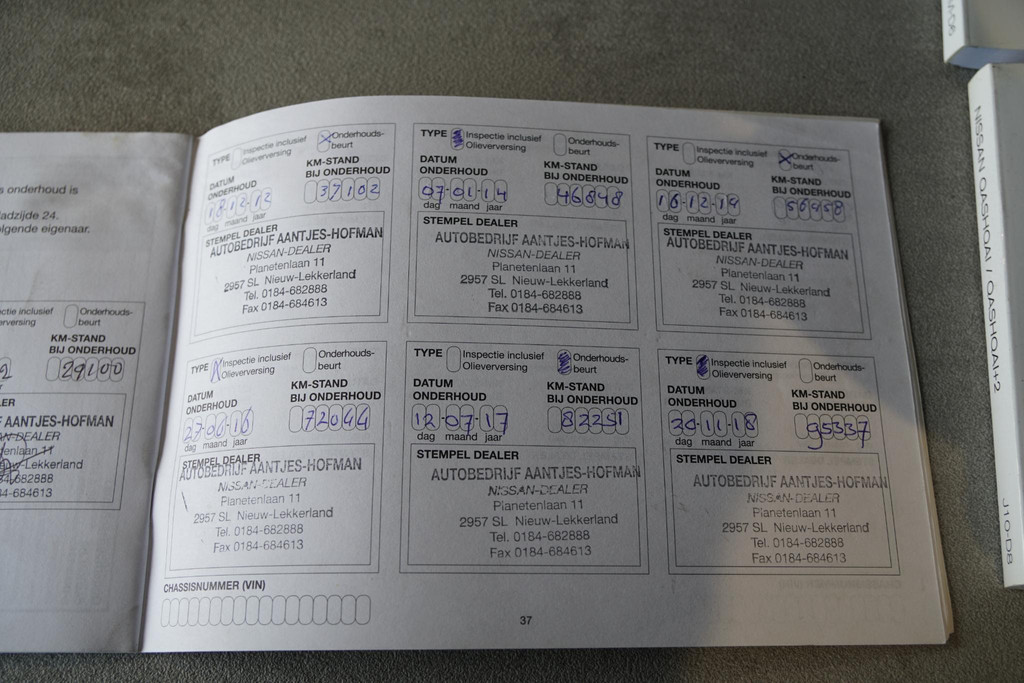 s onderhoud is
adzijde 24.
olgende eigenaar.
ctie inclusief
erversing
Onderhouds-
beurt
KM-STAND
BIJ ONDERHOUD
29100
LER
F AANTJES-HOFMAN
N-DEALER
enlaan 11
-Lekkerland
84-682888
4-684613
TYPE Inspectie inclusief
Olieverversing
Onderhouds-
beurt
DATUM
ONDERHOUD
KM-STAND
BIJ ONDERHOUD
18-12-12
37102
dag maand jaar
STEMPEL DEALER
AUTOBEDRIJF AANTJES-HOFMAN
NISSAN-DEALER
Planetenlaan 11
2957 SL Nieuw-Lekkerland
Tel. 0184-682888
Fax 0184-684613
TYPE Inspectie inclusief
Olieverversing
Onderhouds-
beurt
DATUM
ONDERHOUD
KM-STAND
BIJ ONDERHOUD
07-01-14
46848
dag maand jaar
STEMPEL DEALER
AUTOBEDRIJF AANTJES-HOFMAN
NISSAN-DEALER
Planetenlaan 11
2957 SL Nieuw-Lekkerland
Tel. 0184-682888
Fax 0184-684613
TYPE Inspectie inclusief
Olieverversing
Onderhouds-
beurt
DATUM
ONDERHOUD
KM-STAND
BIJ ONDERHOUD
16-12-14
56458
dag maand jaar
STEMPEL DEALER
AUTOBEDRIJF AANTJES-HOFMAN
NISSAN-DEALER
Planetenlaan 11
2957 SL Nieuw-Lekkerland
Tel. 0184-682888
Fax 0184-684613
TYPE Inspectie inclusief
Olieverversing
Onderhouds-
beurt
DATUM
ONDERHOUD
KM-STAND
BIJ ONDERHOUD
27-06-16
72044
dag maand jaar
STEMPEL DEALER
AUTOBEDRIJF AANTJES-HOFMAN
NISSAN-DEALER
Planetenlaan 11
2957 SL Nieuw-Lekkerland
Tel. 0184-682888
Fax 0184-684613
TYPE Inspectie inclusief
Olieverversing
Onderhouds-
beurt
DATUM
ONDERHOUD
KM-STAND
BIJ ONDERHOUD
12-07-17
82251
dag maand jaar
STEMPEL DEALER
AUTOBEDRIJF AANTJES-HOFMAN
NISSAN-DEALER
Planetenlaan 11
2957 SL Nieuw-Lekkerland
Tel. 0184-682888
Fax 0184-684613
TYPE Inspectie inclusief
Olieverversing
Onderhouds-
beurt
DATUM
ONDERHOUD
KM-STAND
BIJ ONDERHOUD
-11-18
95337
dag maand jaar
STEMPEL DEALER
AUTOBEDRIJF AANTJES-HOFMAN
NISSAN-DEALER
Planetenlaan 11
2957 SL Nieuw-Lekkerland
Tel. 0184-682888
Fax 0184-684613
CHASSISNUMMER (VIN)
37
NISSAN QASHQAI / QASHQAI+2
J10-D8